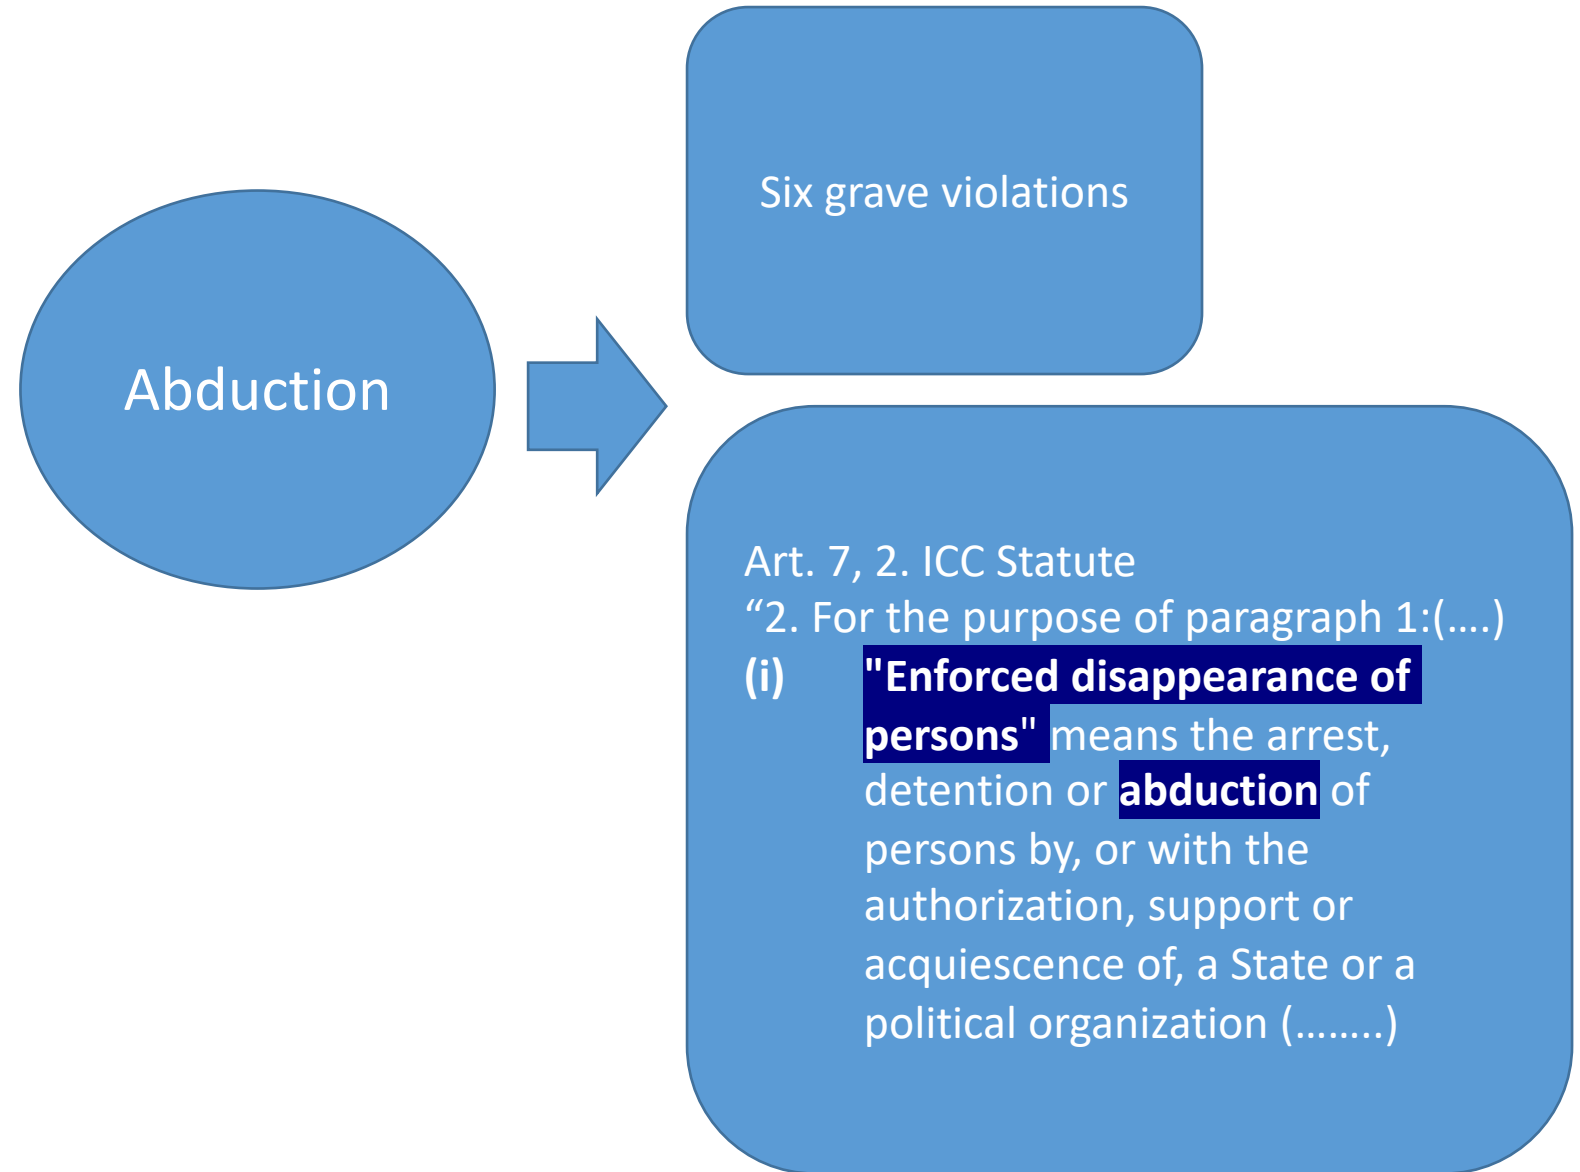 Abduction
Six grave violations
Art. 7, 2. ICC Statute
“2. For the purpose of paragraph 1:(....)
(i) "Enforced disappearance of
persons" means the arrest,
detention or abduction of
persons by, or with the
authorization, support or
acquiescence of, a State or a
political organization (........)